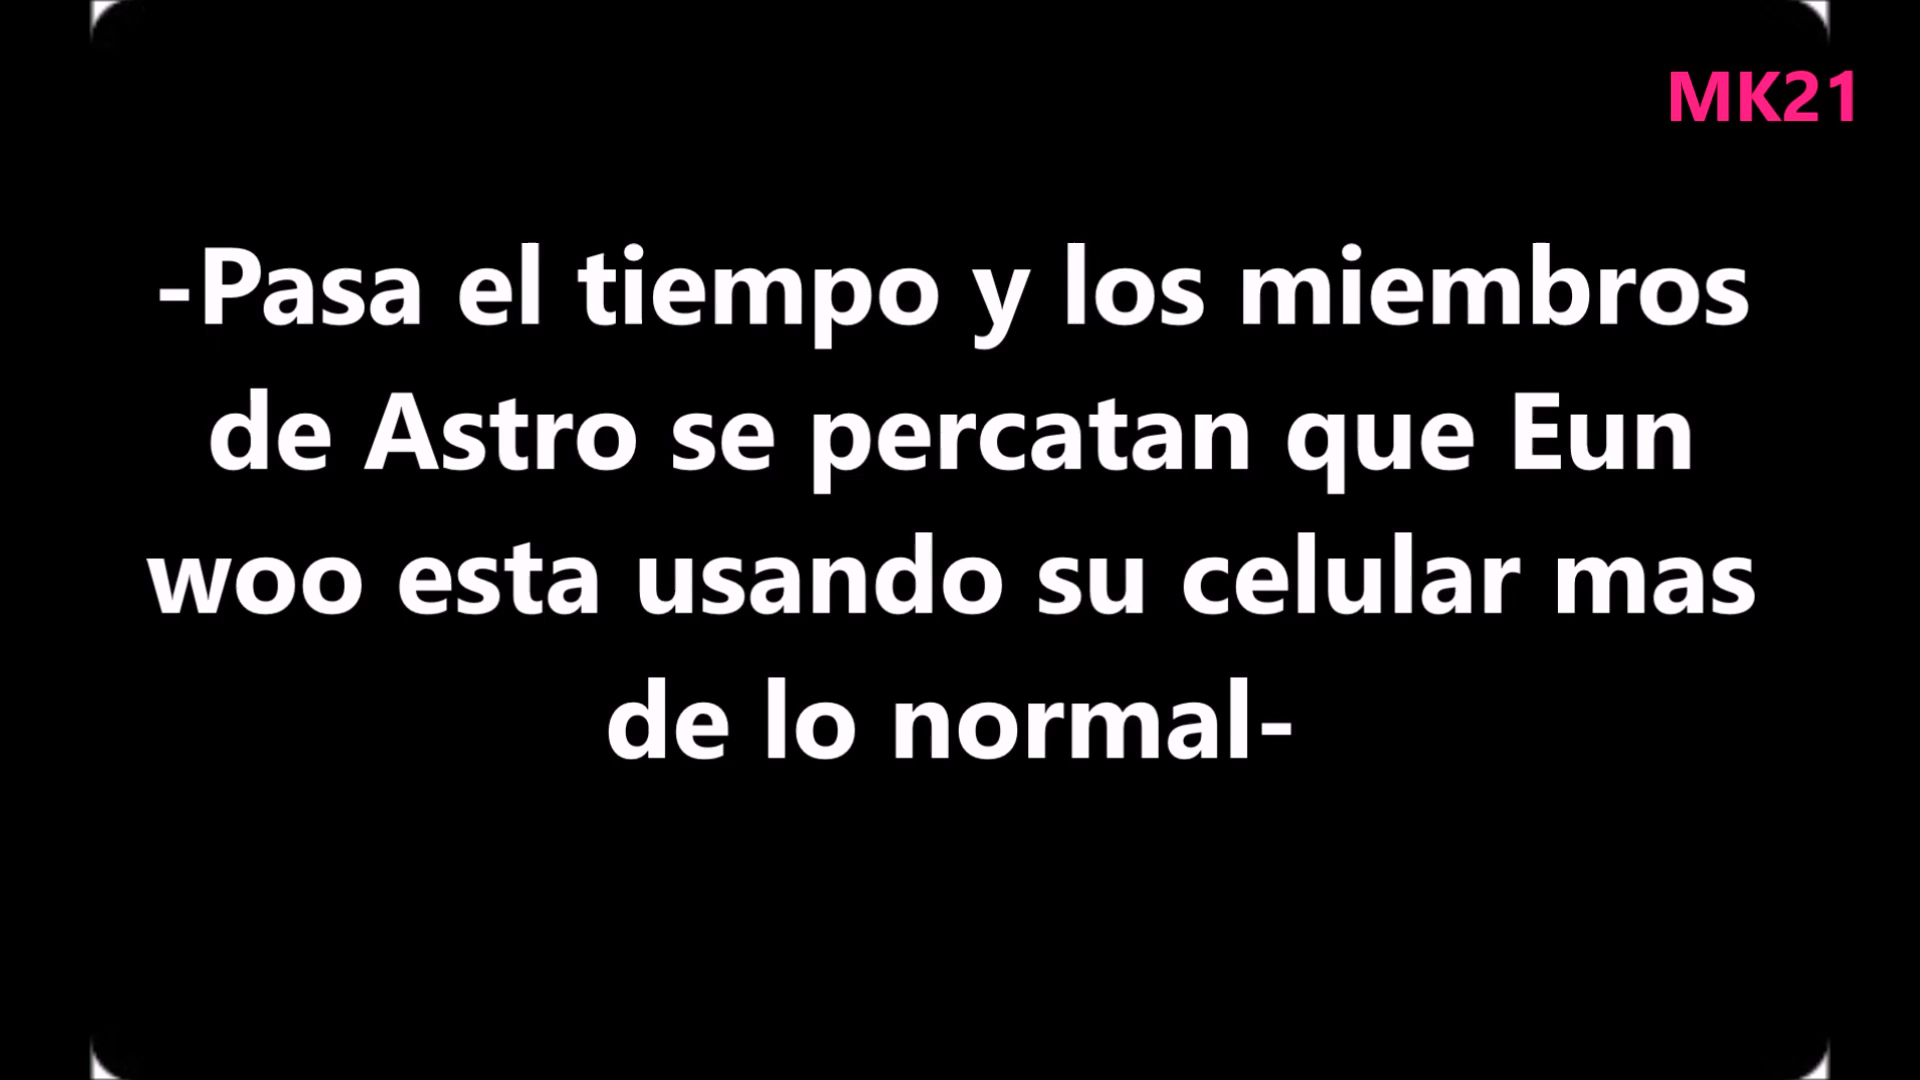 MK21
-Pasa el tiempo y los miembros
de Astro se percatan que Eun
woo esta usando su celular mas
de lo normal-